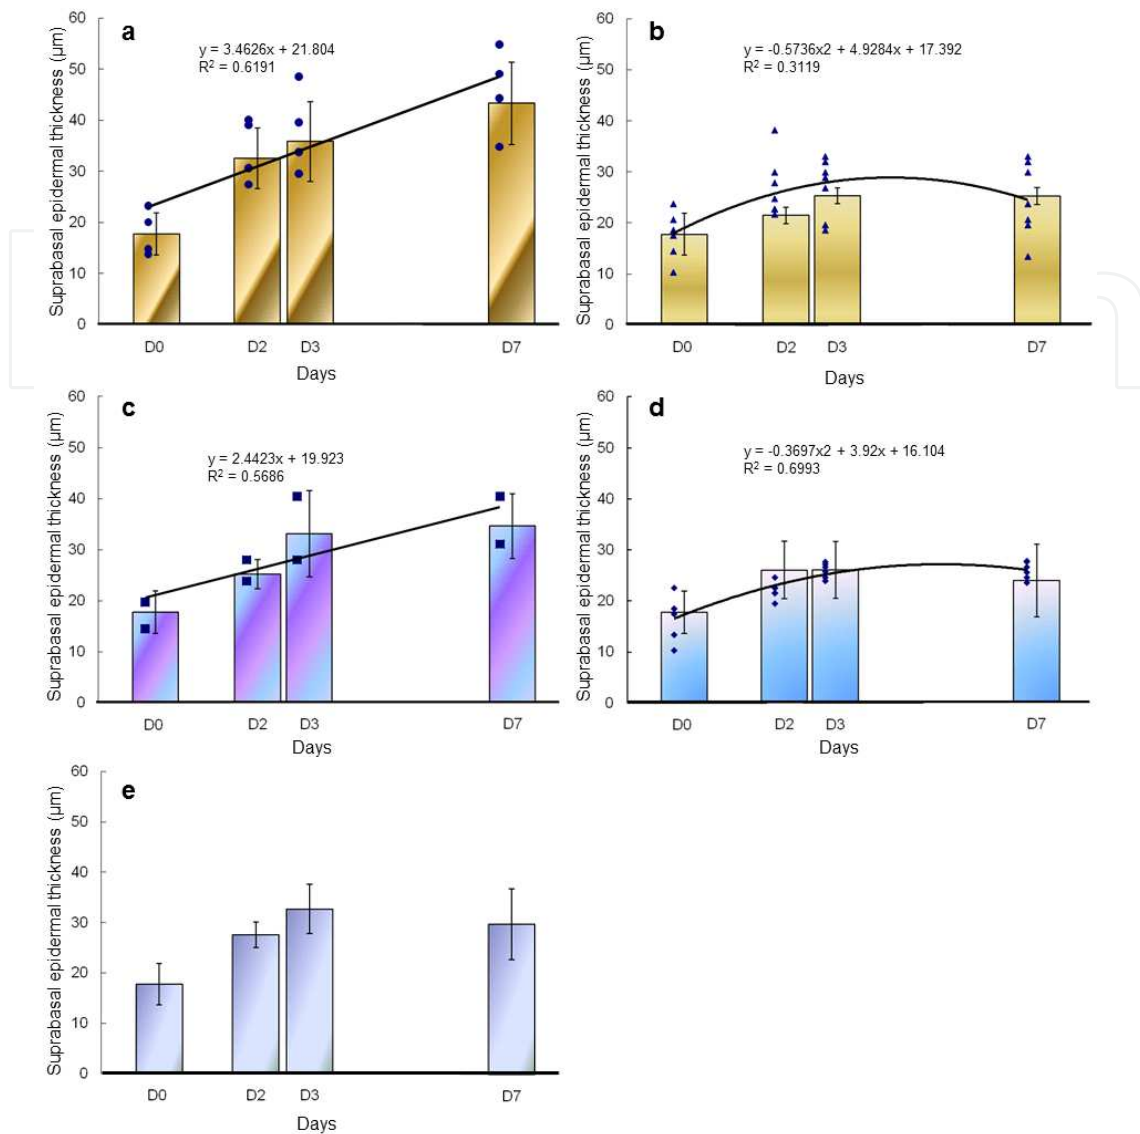 a
y = 3.4626x + 21.804
R² = 0.6191
Suprabasal epidermal thickness (µm)
60
50
40
30
20
10
0
D0 D2 D3 D7
Days
b
y = -0.5736x2 + 4.9284x + 17.392
R² = 0.3119
Suprabasal epidermal thickness (µm)
60
50
40
30
20
10
0
D0 D2 D3 D7
Days
c
y = 2.4423x + 19.923
R² = 0.5686
Suprabasal epidermal thickness (µm)
60
50
40
30
20
10
0
D0 D2 D3 D7
Days
d
y = -0.3697x2 + 3.92x + 16.104
R² = 0.6993
Suprabasal epidermal thickness (µm)
60
50
40
30
20
10
0
D0 D2 D3 D7
Days
e
Suprabasal epidermal thickness (µm)
60
50
40
30
20
10
0
D0 D2 D3 D7
Days